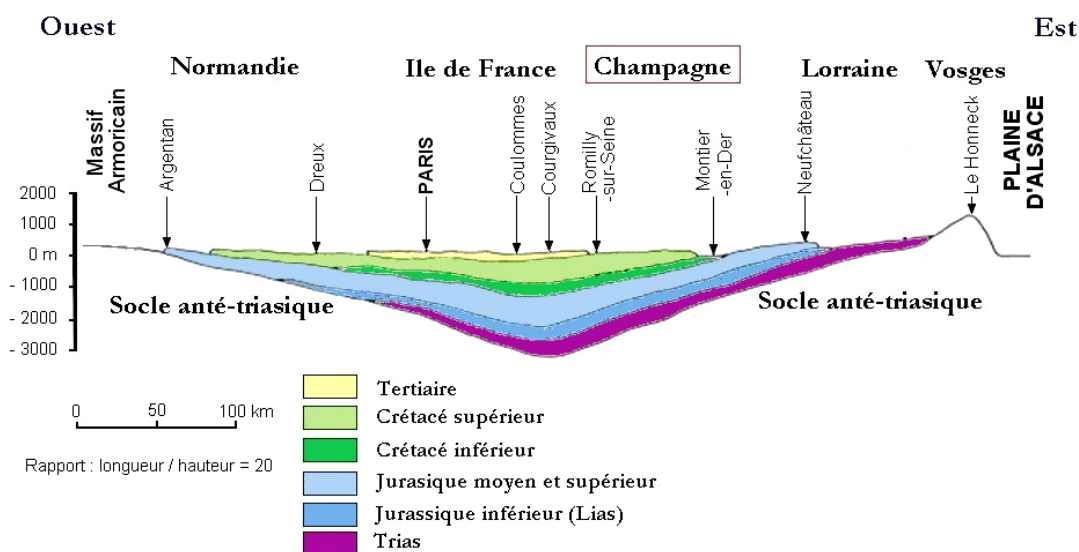 Ouest
Est
Normandie
Ile de France
Champagne
Lorraine
Vosges
Massif
Armoricain
Argentan
Dreux
PARIS
Coulommes
Courgivaux
Romilly
-sur-Seine
Montier
-en-Der
Neufchâteau
Le Honneck
PLAINE
D'ALSACE
2000
1000
0 m
- 1000
- 2000
- 3000
Socle anté-triasique
Socle anté-triasique
0 50 100 km
Rapport : longueur / hauteur = 20
Tertiaire
Crétacé supérieur
Crétacé inférieur
Jurasique moyen et supérieur
Jurassique inférieur (Lias)
Trias